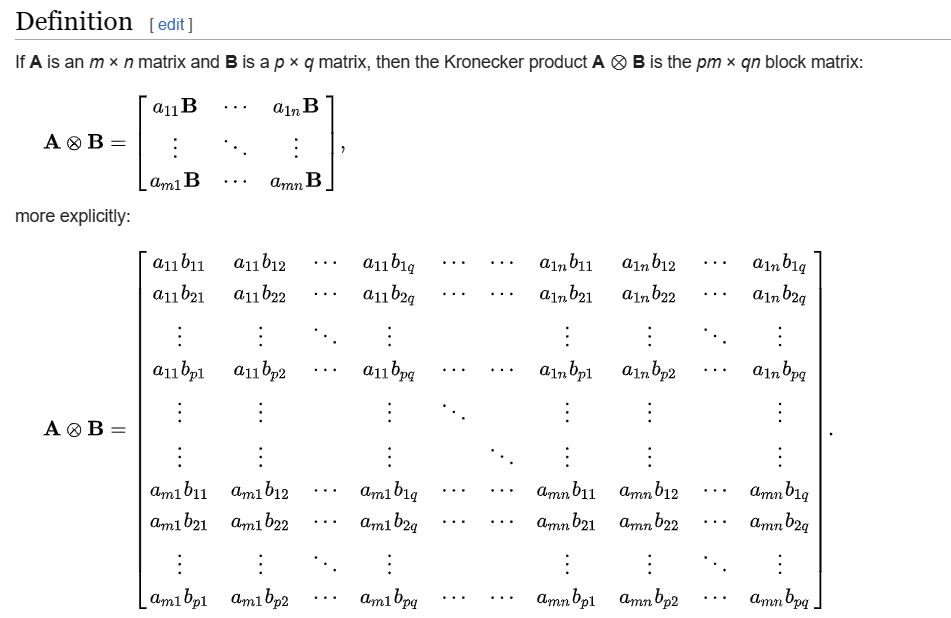 Definition [ edit ]
If A is an m × n matrix and B is a p × q matrix, then the Kronecker product A ⊗ B is the pm × qn block matrix:
a₁₁B ⋯ a₁ₙB
A ⊗ B = ⋮ ⋱ ⋮ ,
aₘ₁B ⋯ aₘₙB
more explicitly:
a₁₁b₁₁ a₁₁b₁₂ ⋯ a₁₁b₁q ⋯ ⋯ a₁ₙb₁₁ a₁ₙb₁₂ ⋯ a₁ₙb₁q
a₁₁b₂₁ a₁₁b₂₂ ⋯ a₁₁b₂q ⋯ ⋯ a₁ₙb₂₁ a₁ₙb₂₂ ⋯ a₁ₙb₂q
⋮ ⋮ ⋱ ⋮ ⋮ ⋮ ⋱ ⋮
a₁₁bₚ₁ a₁₁bₚ₂ ⋯ a₁₁bₚq ⋯ ⋯ a₁ₙbₚ₁ a₁ₙbₚ₂ ⋯ a₁ₙbₚq
⋮ ⋮ ⋮ ⋱ ⋮ ⋮ ⋮
A ⊗ B = .
⋮ ⋮ ⋮ ⋱ ⋮ ⋮ ⋮
aₘ₁b₁₁ aₘ₁b₁₂ ⋯ aₘ₁b₁q ⋯ ⋯ aₘₙb₁₁ aₘₙb₁₂ ⋯ aₘₙb₁q
aₘ₁b₂₁ aₘ₁b₂₂ ⋯ aₘ₁b₂q ⋯ ⋯ aₘₙb₂₁ aₘₙb₂₂ ⋯ aₘₙb₂q
⋮ ⋮ ⋱ ⋮ ⋮ ⋮ ⋱ ⋮
aₘ₁bₚ₁ aₘ₁bₚ₂ ⋯ aₘ₁bₚq ⋯ ⋯ aₘₙbₚ₁ aₘₙbₚ₂ ⋯ aₘₙbₚq